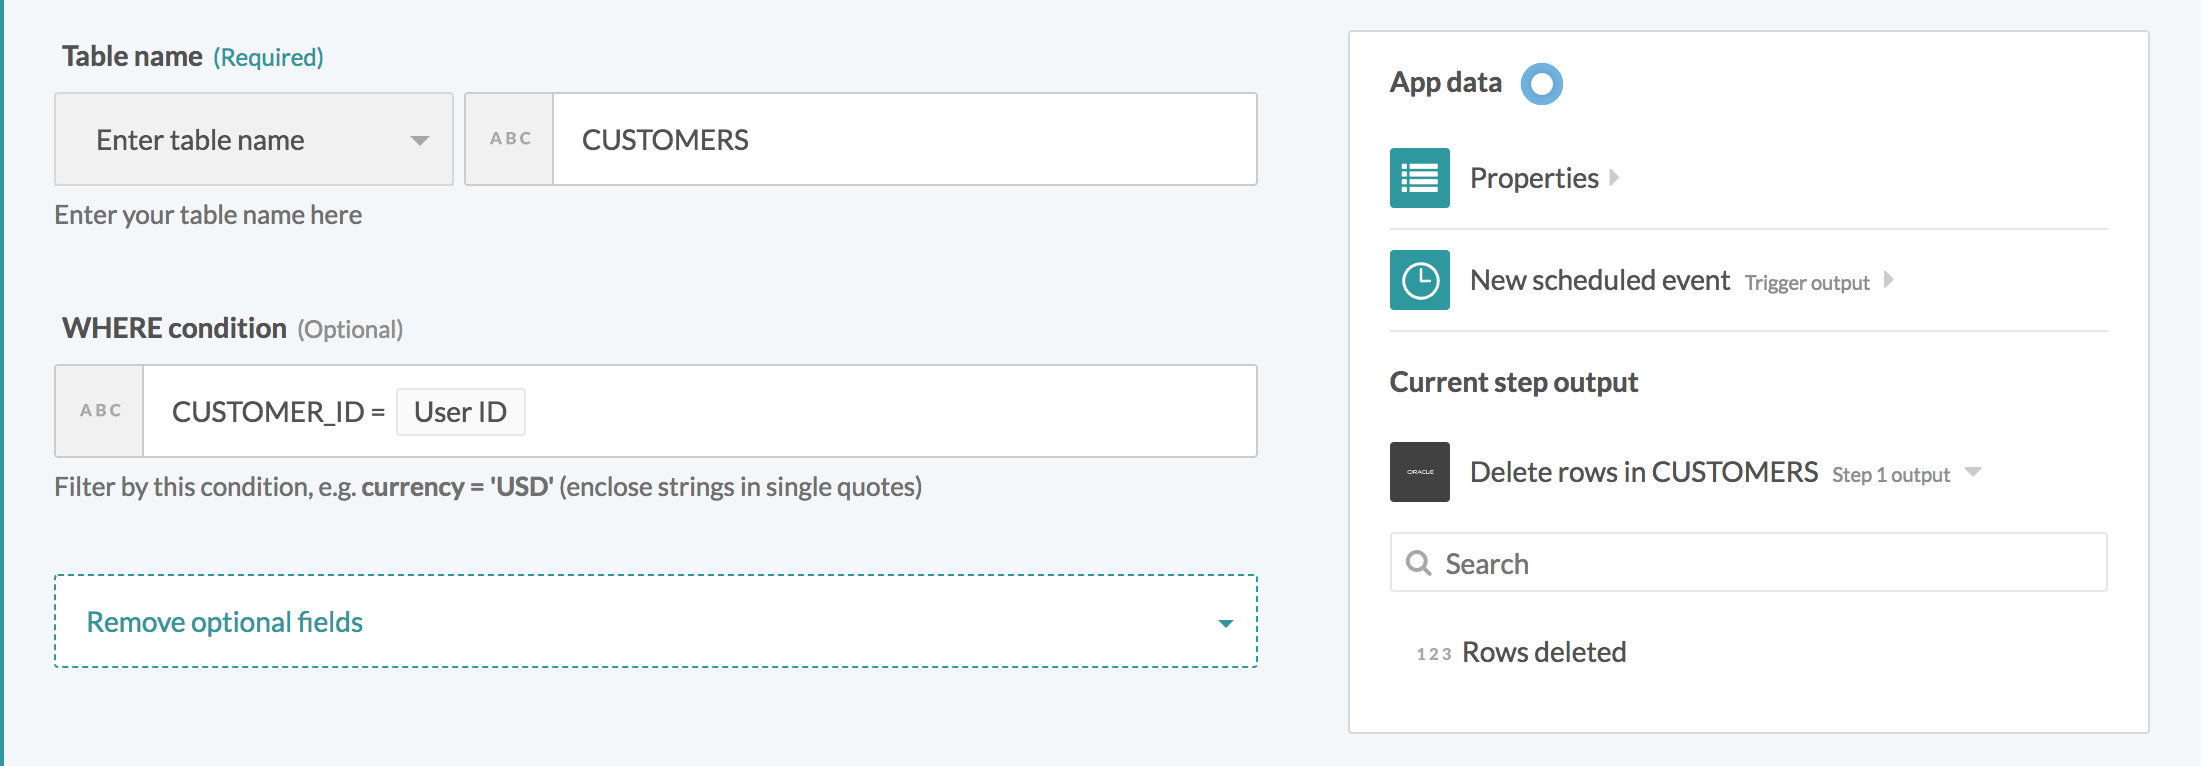 Table name (Required)
Enter table name
ABC CUSTOMERS
Enter your table name here
WHERE condition (Optional)
ABC CUSTOMER_ID = User ID
Filter by this condition, e.g. currency = 'USD' (enclose strings in single quotes)
Remove optional fields
App data
Properties
New scheduled event Trigger output
Current step output
ORACLE
Delete rows in CUSTOMERS Step 1 output
Search
123 Rows deleted